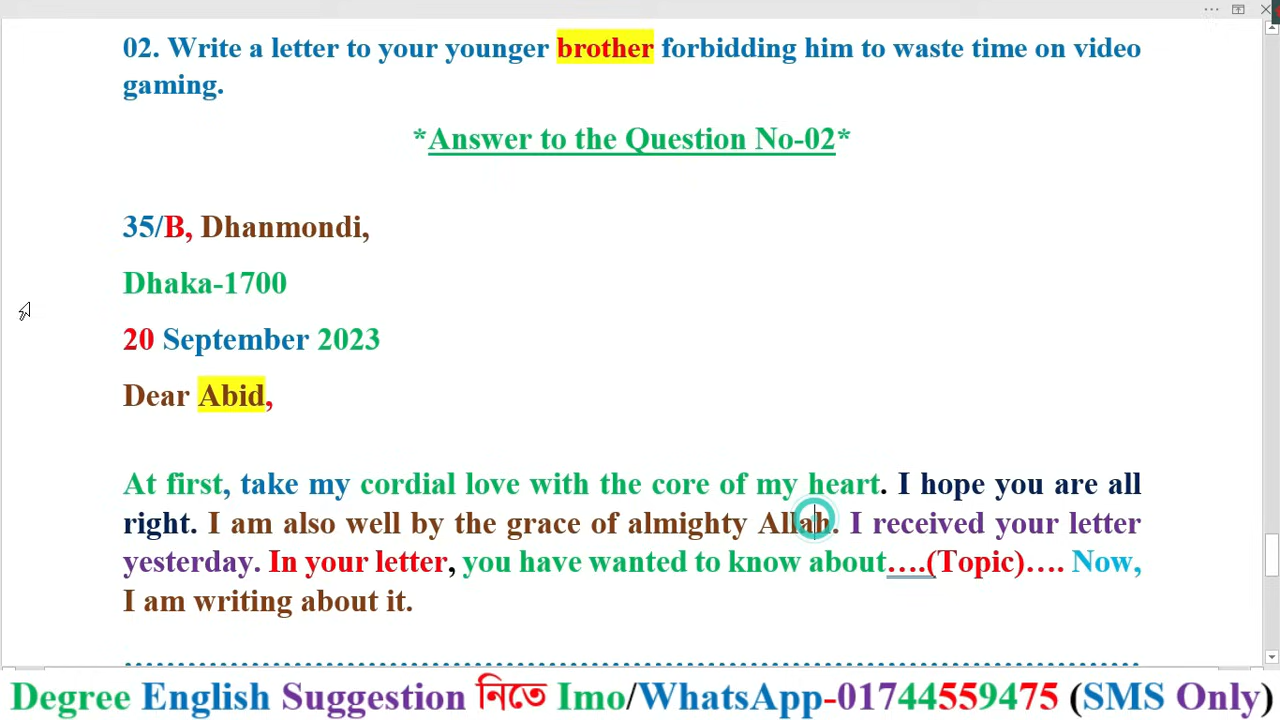 02. Write a letter to your younger brother forbidding him to waste time on video
gaming.
*Answer to the Question No-02*
35/B, Dhanmondi,
Dhaka-1700
20 September 2023
Dear Abid,
At first, take my cordial love with the core of my heart. I hope you are all
right. I am also well by the grace of almighty Allah. I received your letter
yesterday. In your letter, you have wanted to know about….(Topic)…. Now,
I am writing about it.
Degree English Suggestion নিতে Imo/WhatsApp-01744559475 (SMS Only)